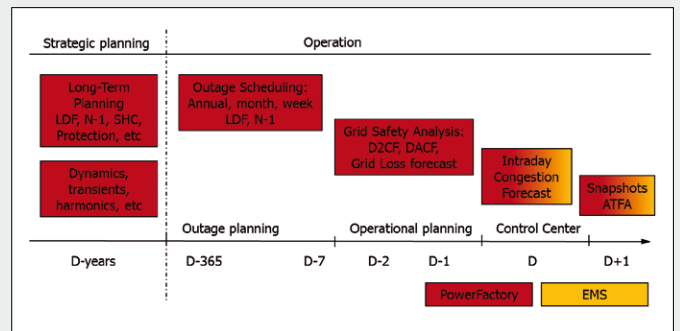 Strategic planning
Operation
Long-Term
Planning
LDF, N-1, SHC,
Protection, etc
Outage Scheduling:
Annual, month, week
LDF, N-1
Grid Safety Analysis:
D2CF, DACF,
Grid Loss forecast
Intraday
Congestion
Forecast
Dynamics,
transients,
harmonics, etc
Snapshots
ATFA
Outage planning
Operational planning
Control Center
D-years
D-365
D-7
D-2
D-1
D
D+1
PowerFactory
EMS